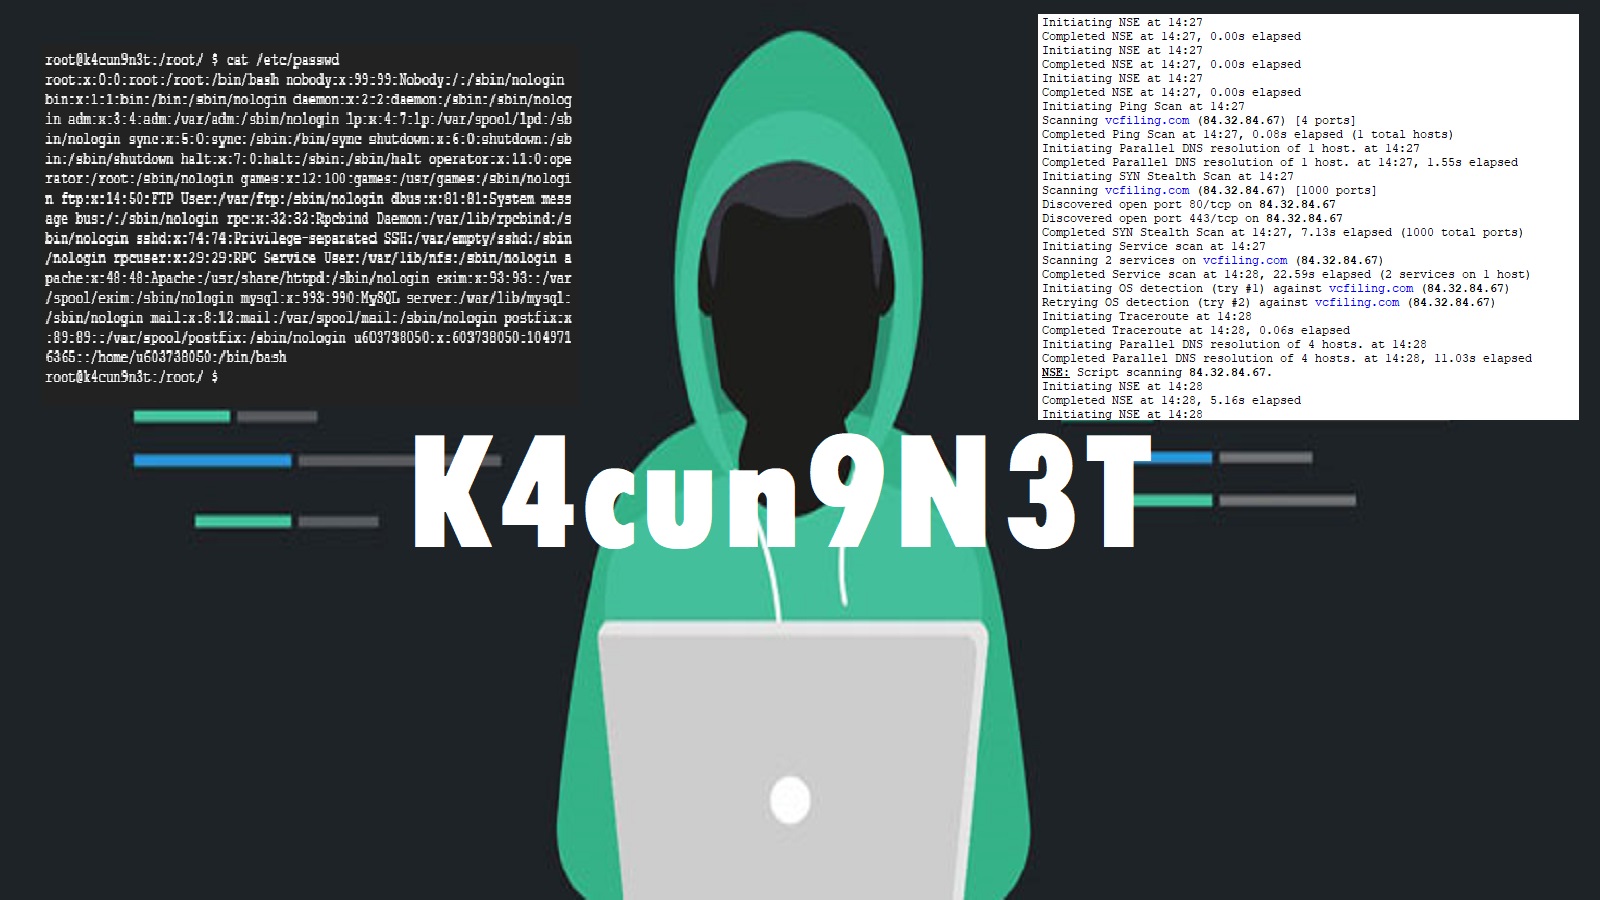 root@k4cun9n3t:/root/ $ cat /etc/passwd
root:x:0:0:root:/root:/bin/bash nobody:x:99:99:Nobody:/:/sbin/nologin
bin:x:1:1:bin:/bin:/sbin/nologin daemon:x:2:2:daemon:/sbin:/sbin/nolog
in adm:x:3:4:adm:/var/adm:/sbin/nologin lp:x:4:7:lp:/var/spool/lpd:/sb
in/nologin sync:x:5:0:sync:/sbin:/bin/sync shutdown:x:6:0:shutdown:/sb
in:/sbin/shutdown halt:x:7:0:halt:/sbin:/sbin/halt operator:x:11:0:ope
rator:/root:/sbin/nologin games:x:12:100:games:/usr/games:/sbin/nologi
n ftp:x:14:50:FTP User:/var/ftp:/sbin/nologin dbus:x:81:81:System mess
age bus:/:/sbin/nologin rpc:x:32:32:Rpcbind Daemon:/var/lib/rpcbind:/s
bin/nologin sshd:x:74:74:Privilege-separated SSH:/var/empty/sshd:/sbin
/nologin rpcuser:x:29:29:RPC Service User:/var/lib/nfs:/sbin/nologin a
pache:x:48:48:Apache:/usr/share/httpd:/sbin/nologin exim:x:93:93::/var
/spool/exim:/sbin/nologin mysql:x:993:990:MySQL server:/var/lib/mysql:
/sbin/nologin mail:x:8:12:mail:/var/spool/mail:/sbin/nologin postfix:x
:89:89::/var/spool/postfix:/sbin/nologin u603738050:x:603738050:104971
6365::/home/u603738050:/bin/bash
root@k4cun9n3t:/root/ $
Initiating NSE at 14:27
Completed NSE at 14:27, 0.00s elapsed
Initiating NSE at 14:27
Completed NSE at 14:27, 0.00s elapsed
Initiating NSE at 14:27
Completed NSE at 14:27, 0.00s elapsed
Initiating Ping Scan at 14:27
Scanning vcfiling.com (84.32.84.67) [4 ports]
Completed Ping Scan at 14:27, 0.08s elapsed (1 total hosts)
Initiating Parallel DNS resolution of 1 host. at 14:27
Completed Parallel DNS resolution of 1 host. at 14:27, 1.55s elapsed
Initiating SYN Stealth Scan at 14:27
Scanning vcfiling.com (84.32.84.67) [1000 ports]
Discovered open port 80/tcp on 84.32.84.67
Discovered open port 443/tcp on 84.32.84.67
Completed SYN Stealth Scan at 14:27, 7.13s elapsed (1000 total ports)
Initiating Service scan at 14:27
Scanning 2 services on vcfiling.com (84.32.84.67)
Completed Service scan at 14:28, 22.59s elapsed (2 services on 1 host)
Initiating OS detection (try #1) against vcfiling.com (84.32.84.67)
Retrying OS detection (try #2) against vcfiling.com (84.32.84.67)
Initiating Traceroute at 14:28
Completed Traceroute at 14:28, 0.06s elapsed
Initiating Parallel DNS resolution of 4 hosts. at 14:28
Completed Parallel DNS resolution of 4 hosts. at 14:28, 11.03s elapsed
NSE: Script scanning 84.32.84.67.
Initiating NSE at 14:28
Completed NSE at 14:28, 5.16s elapsed
Initiating NSE at 14:28
K4cun9N3T